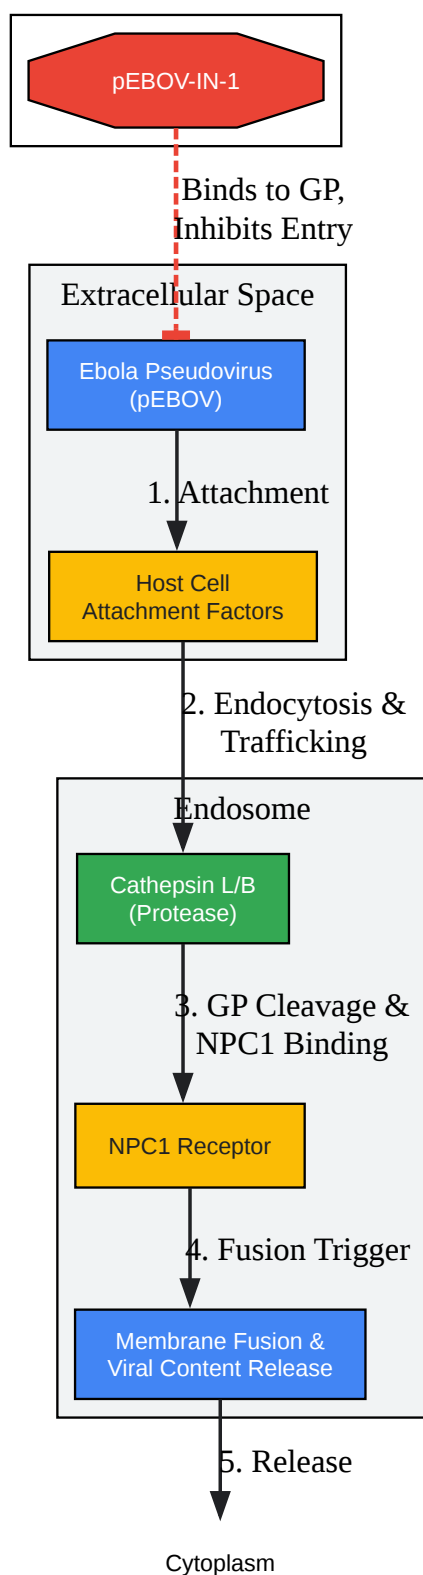 pEBOV-IN-1
Binds to GP,
Inhibits Entry
Extracellular Space
Ebola Pseudovirus
(pEBOV)
1. Attachment
Host Cell
Attachment Factors
2. Endocytosis &
Trafficking
Endosome
Cathepsin L/B
(Protease)
3. GP Cleavage &
NPC1 Binding
NPC1 Receptor
4. Fusion Trigger
Membrane Fusion &
Viral Content Release
5. Release
Cytoplasm